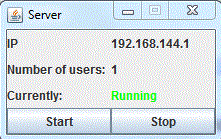 Server
IP 192.168.144.1
Number of users: 1
Currently: Running
Start Stop